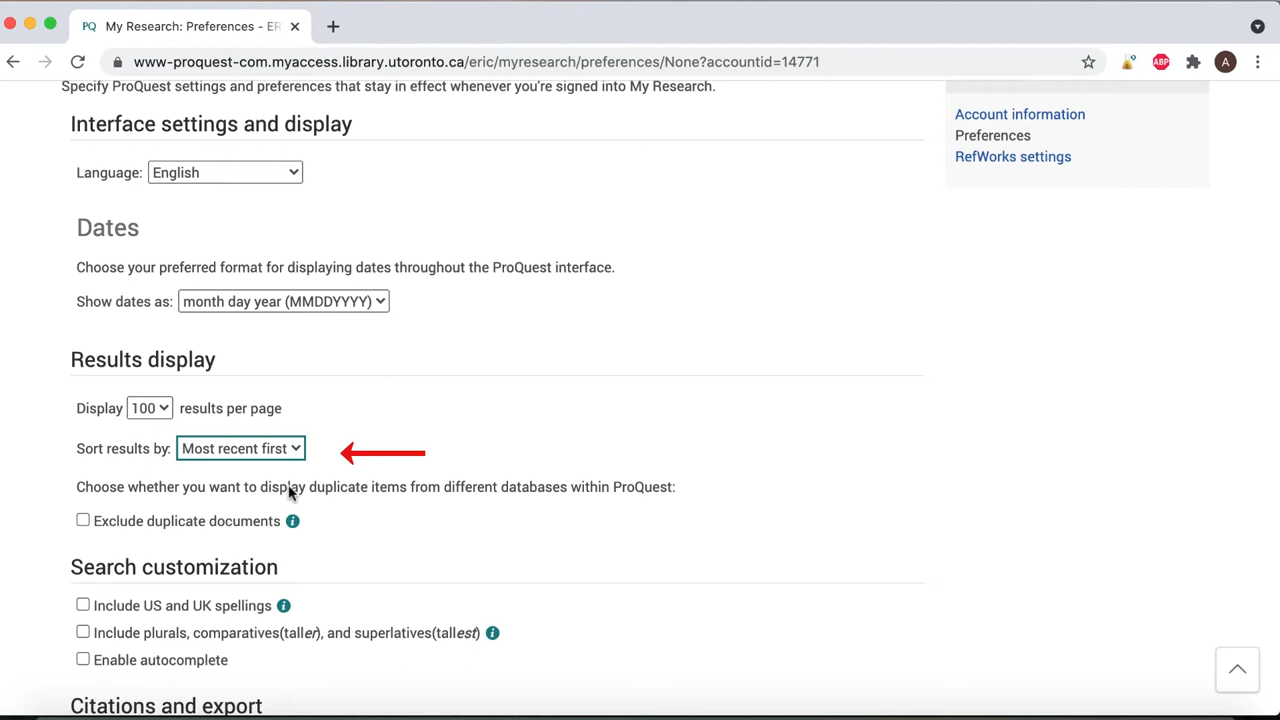 PQ My Research: Preferences - ER
www-proquest-com.myaccess.library.utoronto.ca/eric/myresearch/preferences/None?accountid=14771
ABP
A
Specify ProQuest settings and preferences that stay in effect whenever you're signed into My Research.
Account information
Preferences
RefWorks settings
Interface settings and display
Language: English
Dates
Choose your preferred format for displaying dates throughout the ProQuest interface.
Show dates as: month day year (MMDDYYYY)
Results display
Display 100 results per page
Sort results by: Most recent first
Choose whether you want to display duplicate items from different databases within ProQuest:
Exclude duplicate documents i
Search customization
Include US and UK spellings i
Include plurals, comparatives(taller), and superlatives(tallest) i
Enable autocomplete
Citations and export